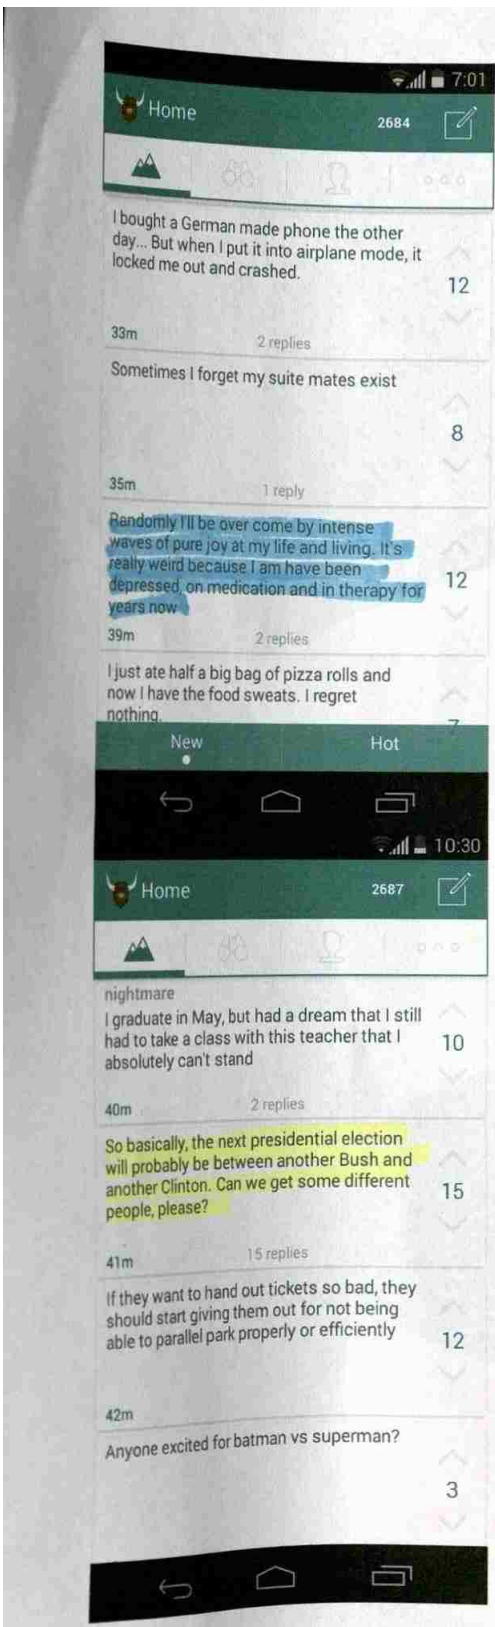 7:01
Home
2684
I bought a German made phone the other
day... But when I put it into airplane mode, it
locked me out and crashed.
12
33m
2 replies
Sometimes I forget my suite mates exist
8
35m
1 reply
Randomly I'll be over come by intense
waves of pure joy at my life and living. It's
really weird because I am have been
depressed, on medication and in therapy for
years now
12
39m
2 replies
I just ate half a big bag of pizza rolls and
now I have the food sweats. I regret
nothing.
7
New
Hot
10:30
Home
2687
nightmare
I graduate in May, but had a dream that I still
had to take a class with this teacher that I
absolutely can't stand
10
40m
2 replies
So basically, the next presidential election
will probably be between another Bush and
another Clinton. Can we get some different
people, please?
15
41m
15 replies
If they want to hand out tickets so bad, they
should start giving them out for not being
able to parallel park properly or efficiently
12
42m
Anyone excited for batman vs superman?
3